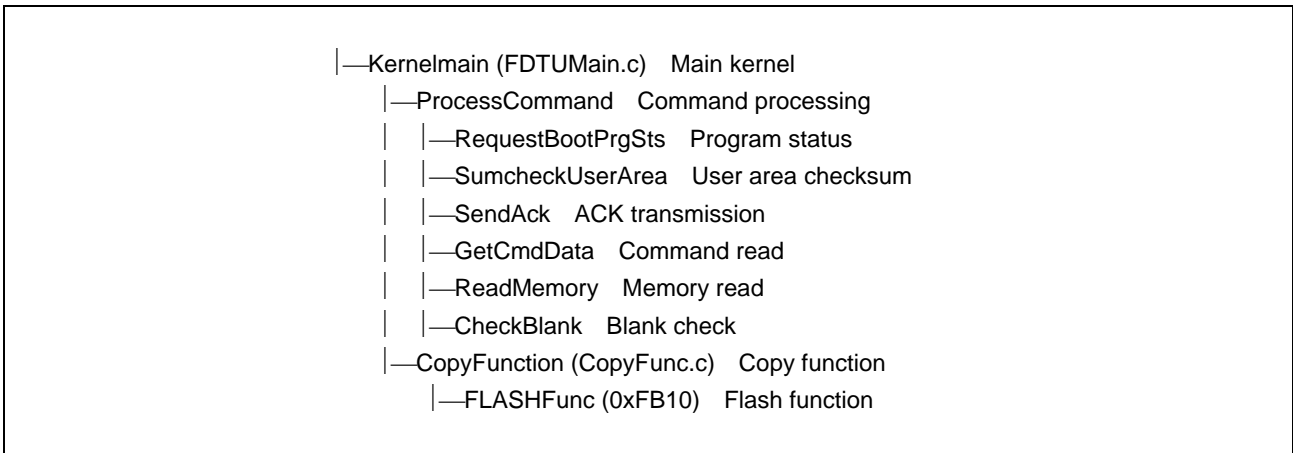 Kernelmain (FDTUMain.c) Main kernel
ProcessCommand Command processing
RequestBootPrgSts Program status
SumcheckUserArea User area checksum
SendAck ACK transmission
GetCmdData Command read
ReadMemory Memory read
CheckBlank Blank check
CopyFunction (CopyFunc.c) Copy function
FLASHFunc (0xFB10) Flash function